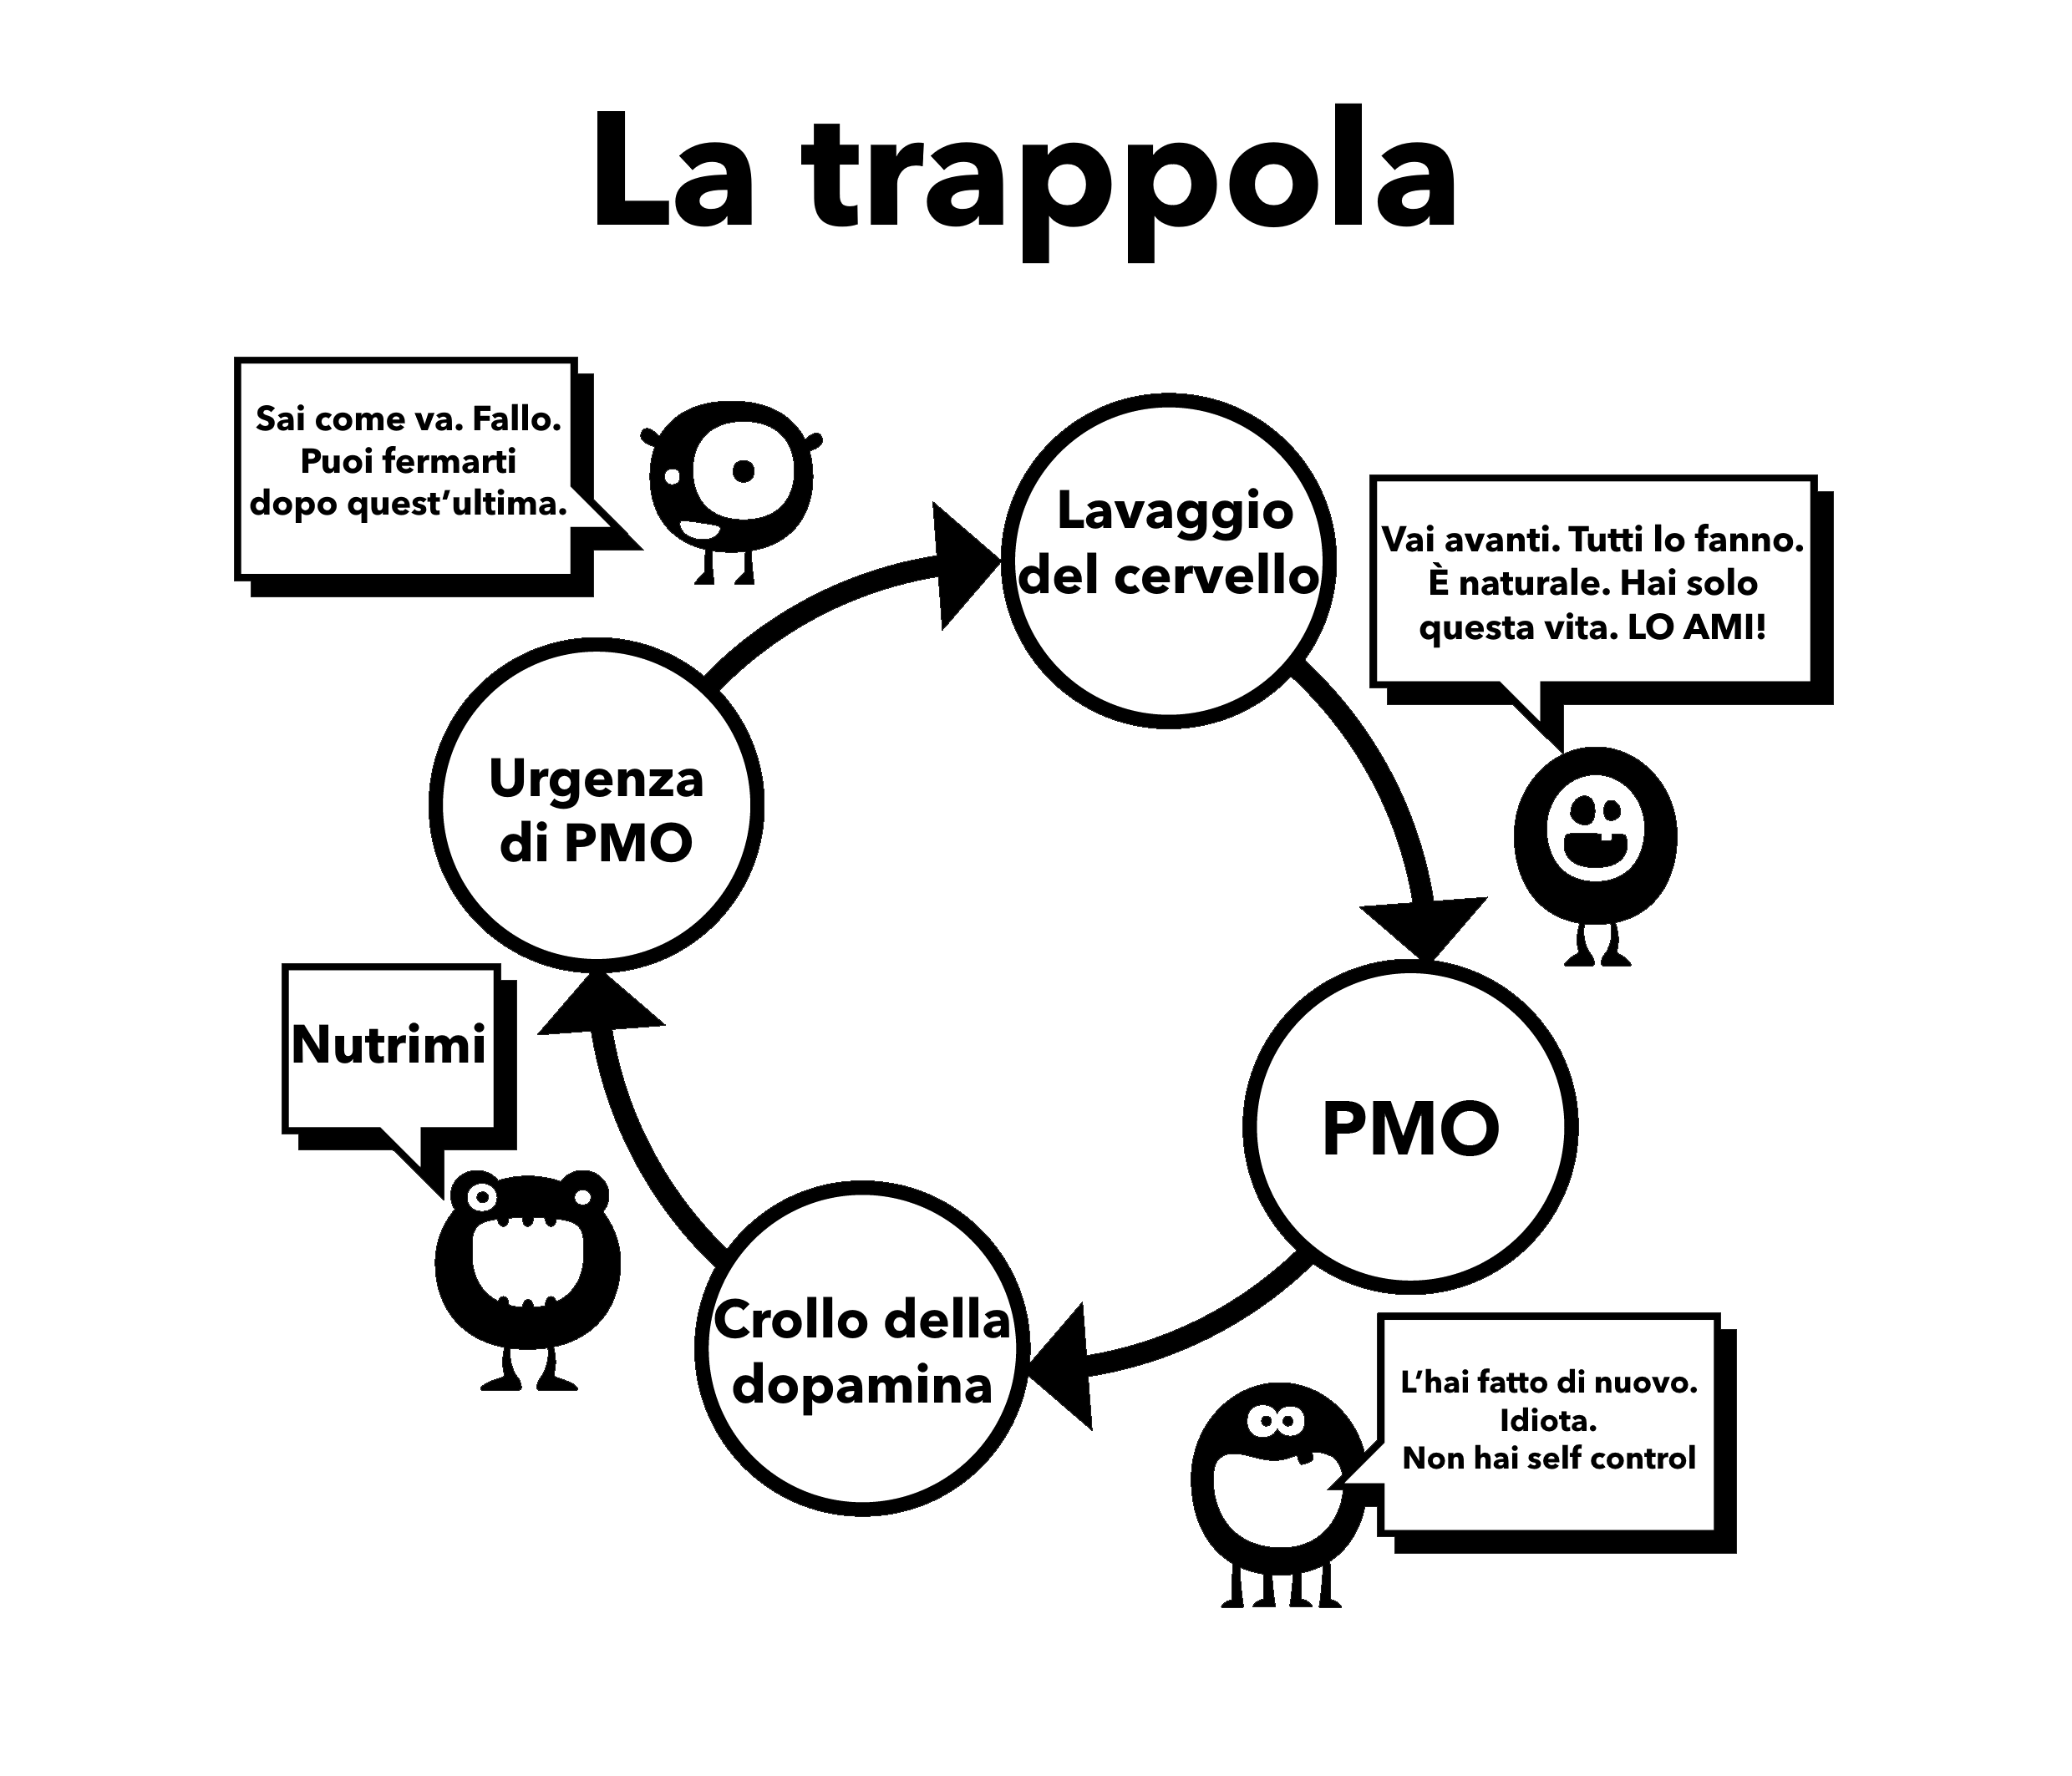 La trappola
Sai come va. Fallo.
Puoi fermarti
dopo quest'ultima.
Lavaggio
del cervello
Vai avanti. Tutti lo fanno.
È naturale. Hai solo
questa vita. LO AMI!
Urgenza
di PMO
Nutrimi
PMO
Crollo della
dopamina
L'hai fatto di nuovo.
Idiota.
Non hai self control